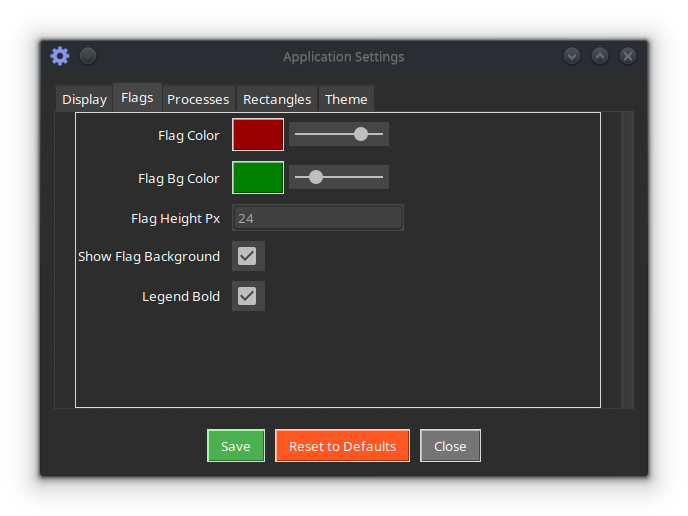 Application Settings
Display Flags Processes Rectangles Theme
Flag Color
Flag Bg Color
Flag Height Px 24
Show Flag Background
Legend Bold
Save Reset to Defaults Close